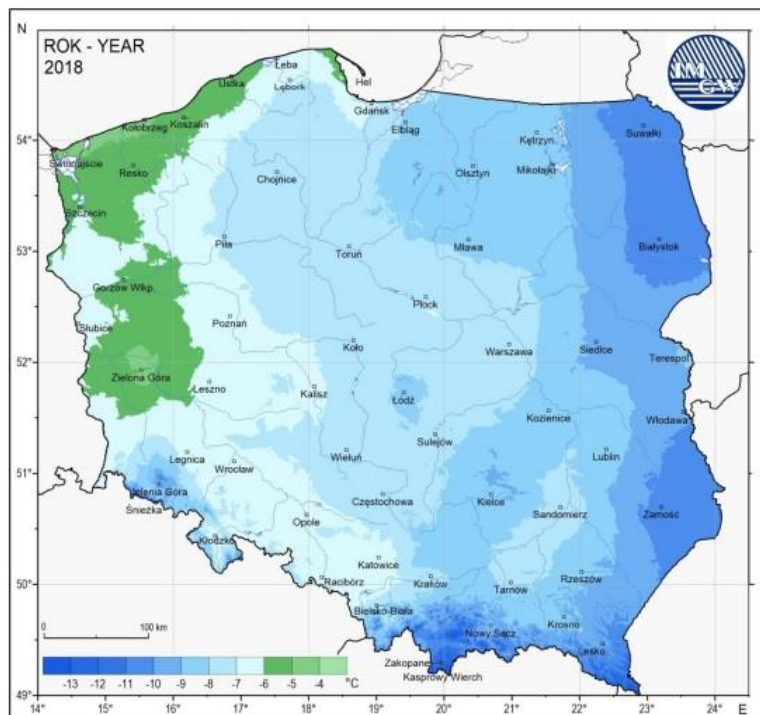 N
ROK - YEAR
2018
IM
GW
Łeba
Hel
Ustka
Lębork
Gdańsk
Kołobrzeg
Koszalin
Elbląg
54°
Kętrzyn
Suwałki
Świnoujście
Resko
Chojnice
Olsztyn
Mikołajki
Szczecin
Piła
Toruń
Mława
Białystok
53°
Gorzów Wlkp.
Płock
Słubice
Poznań
Koło
Warszawa
Siedlce
Terespol
52°
Zielona Góra
Leszno
Kalisz
Łódź
Kozienice
Włodawa
Sulejów
Legnica
Wrocław
Wieluń
Lublin
51°
Jelenia Góra
Śnieżka
Częstochowa
Kielce
Sandomierz
Zamość
Opole
Kłodzko
Katowice
50°
Racibórz
Kraków
Tarnów
Rzeszów
Bielsko-Biała
0 100 km
Nowy Sącz
Krosno
Lesko
Zakopane
Kasprowy Wierch
-13 -12 -11 -10 -9 -8 -7 -6 -5 -4 °C
49°
14° 15° 16° 17° 18° 19° 20° 21° 22° 23° 24° E